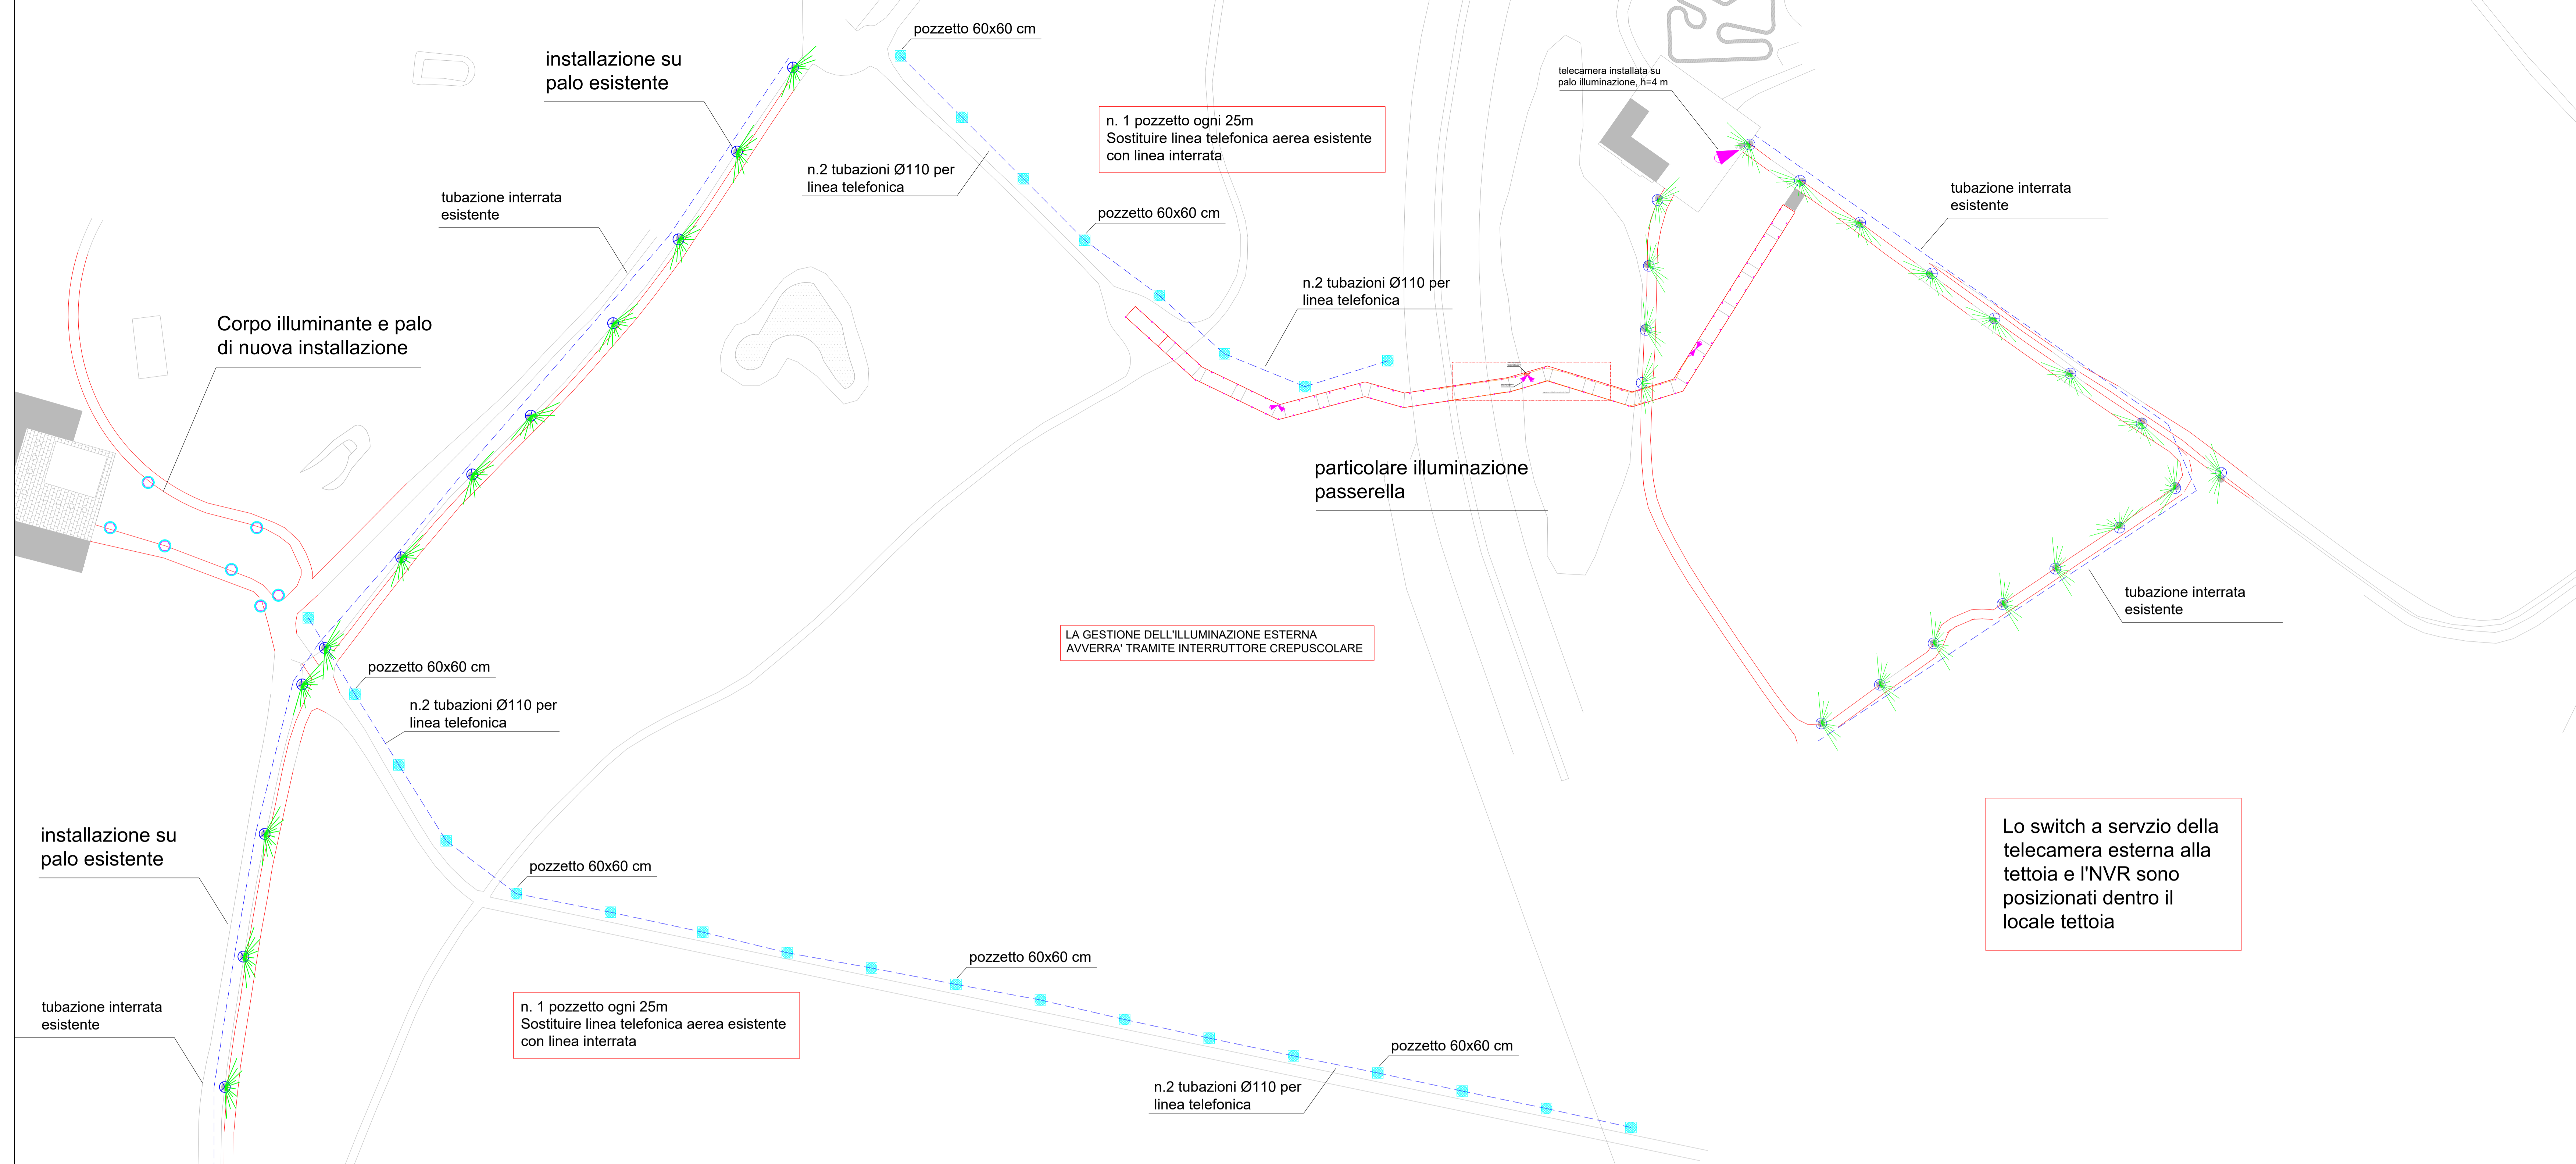 pozzetto 60x60 cm
installazione su
palo esistente
telecamera installata su
palo illuminazione, h=4 m
n. 1 pozzetto ogni 25m
Sostituire linea telefonica aerea esistente
con linea interrata
n.2 tubazioni Ø110 per
linea telefonica
tubazione interrata
esistente
tubazione interrata
esistente
pozzetto 60x60 cm
n.2 tubazioni Ø110 per
linea telefonica
Corpo illuminante e palo
di nuova installazione
particolare illuminazione
passerella
tubazione interrata
esistente
LA GESTIONE DELL'ILLUMINAZIONE ESTERNA
AVVERRA' TRAMITE INTERRUTTORE CREPUSCOLARE
pozzetto 60x60 cm
n.2 tubazioni Ø110 per
linea telefonica
installazione su
palo esistente
Lo switch a servzio della
telecamera esterna alla
tettoia e l'NVR sono
posizionati dentro il
locale tettoia
pozzetto 60x60 cm
pozzetto 60x60 cm
tubazione interrata
esistente
n. 1 pozzetto ogni 25m
Sostituire linea telefonica aerea esistente
con linea interrata
pozzetto 60x60 cm
n.2 tubazioni Ø110 per
linea telefonica